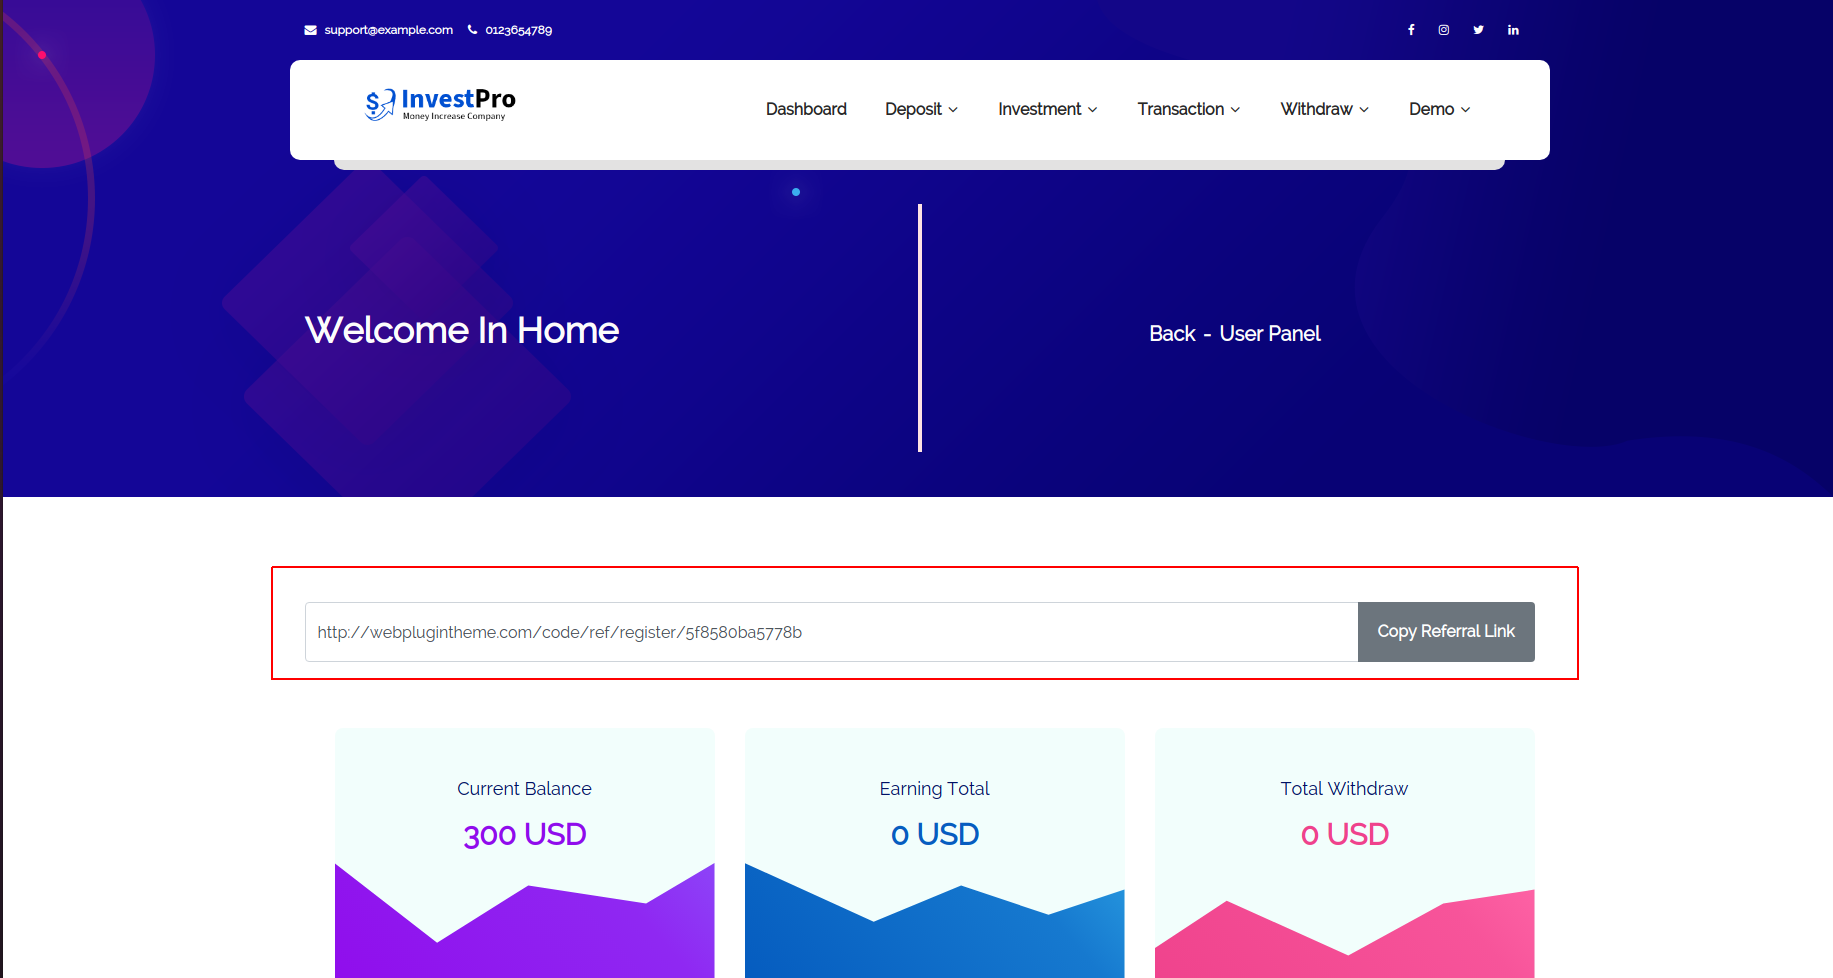 support@example.com 0123654789
InvestPro
Money Increase Company
Dashboard Deposit Investment Transaction Withdraw Demo
Welcome In Home
Back - User Panel
http://webplugintheme.com/code/ref/register/5f8580ba5778b Copy Referral Link
Current Balance
300 USD
Earning Total
0 USD
Total Withdraw
0 USD